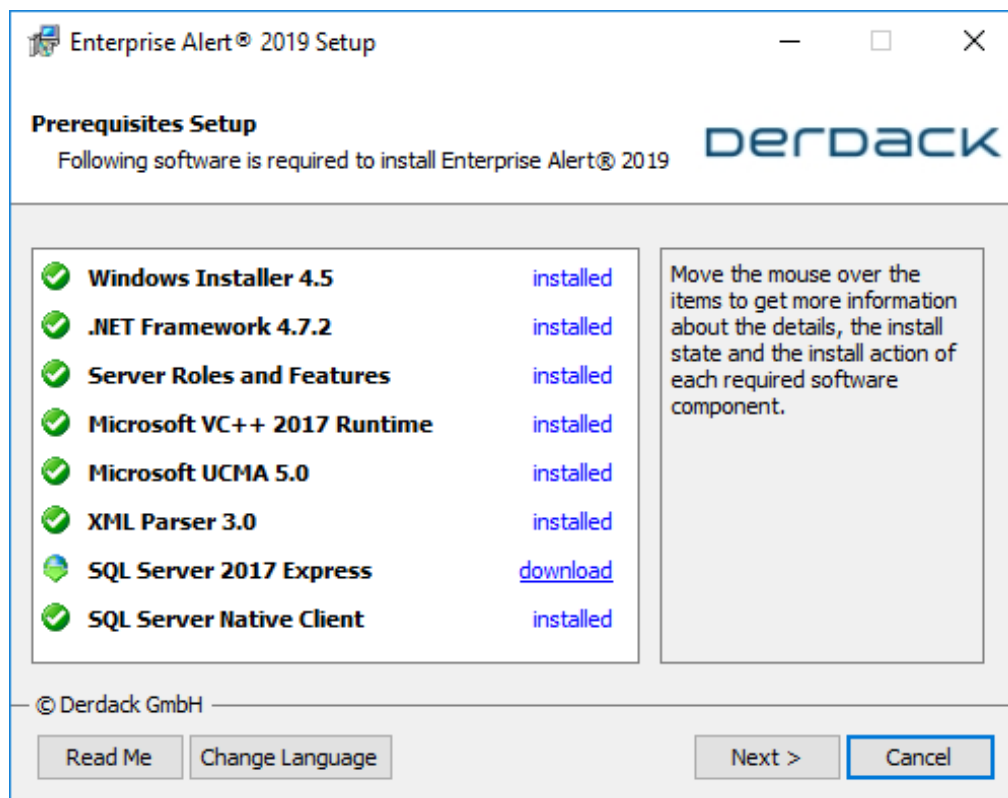 Enterprise Alert® 2019 Setup
Prerequisites Setup
Following software is required to install Enterprise Alert® 2019
DERDACK
Windows Installer 4.5 installed
.NET Framework 4.7.2 installed
Server Roles and Features installed
Microsoft VC++ 2017 Runtime installed
Microsoft UCMA 5.0 installed
XML Parser 3.0 installed
SQL Server 2017 Express download
SQL Server Native Client installed
Move the mouse over the
items to get more information
about the details, the install
state and the install action of
each required software
component.
© Derdack GmbH
Read Me Change Language Next > Cancel